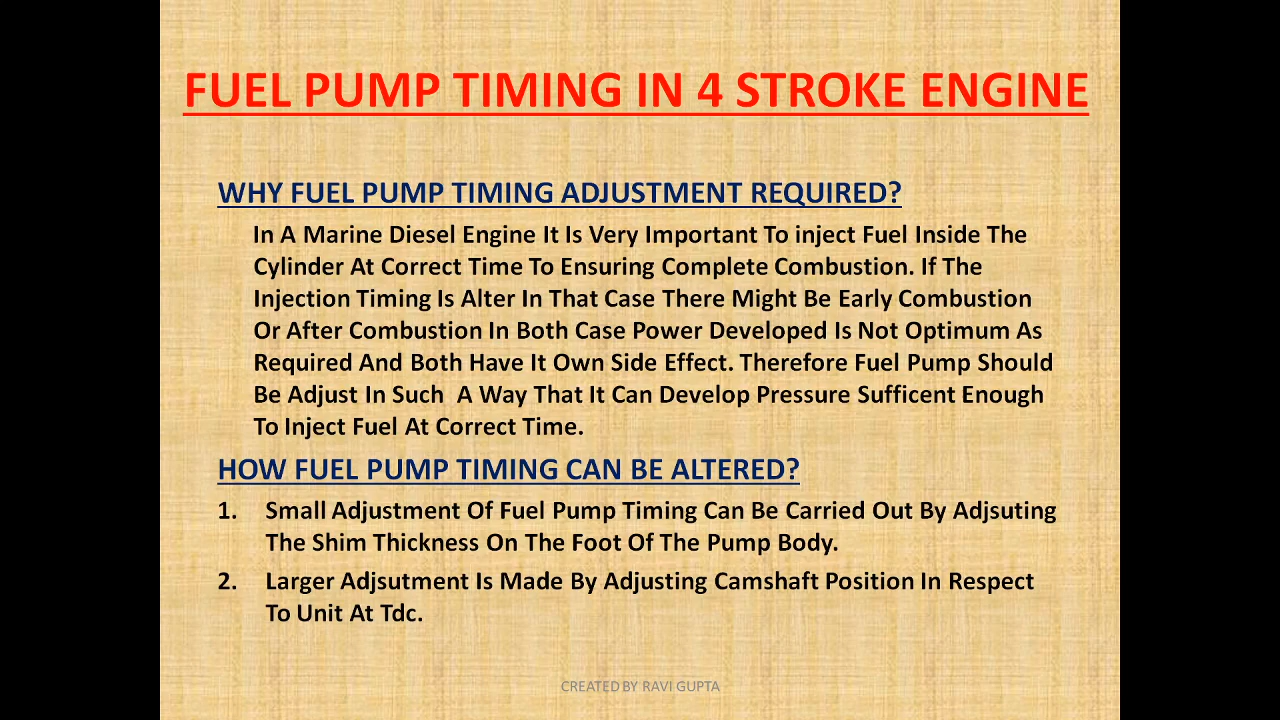 FUEL PUMP TIMING IN 4 STROKE ENGINE
WHY FUEL PUMP TIMING ADJUSTMENT REQUIRED?
In A Marine Diesel Engine It Is Very Important To inject Fuel Inside The
Cylinder At Correct Time To Ensuring Complete Combustion. If The
Injection Timing Is Alter In That Case There Might Be Early Combustion
Or After Combustion In Both Case Power Developed Is Not Optimum As
Required And Both Have It Own Side Effect. Therefore Fuel Pump Should
Be Adjust In Such A Way That It Can Develop Pressure Sufficent Enough
To Inject Fuel At Correct Time.
HOW FUEL PUMP TIMING CAN BE ALTERED?
1. Small Adjustment Of Fuel Pump Timing Can Be Carried Out By Adjsuting
The Shim Thickness On The Foot Of The Pump Body.
2. Larger Adjsutment Is Made By Adjusting Camshaft Position In Respect
To Unit At Tdc.
CREATED BY RAVI GUPTA